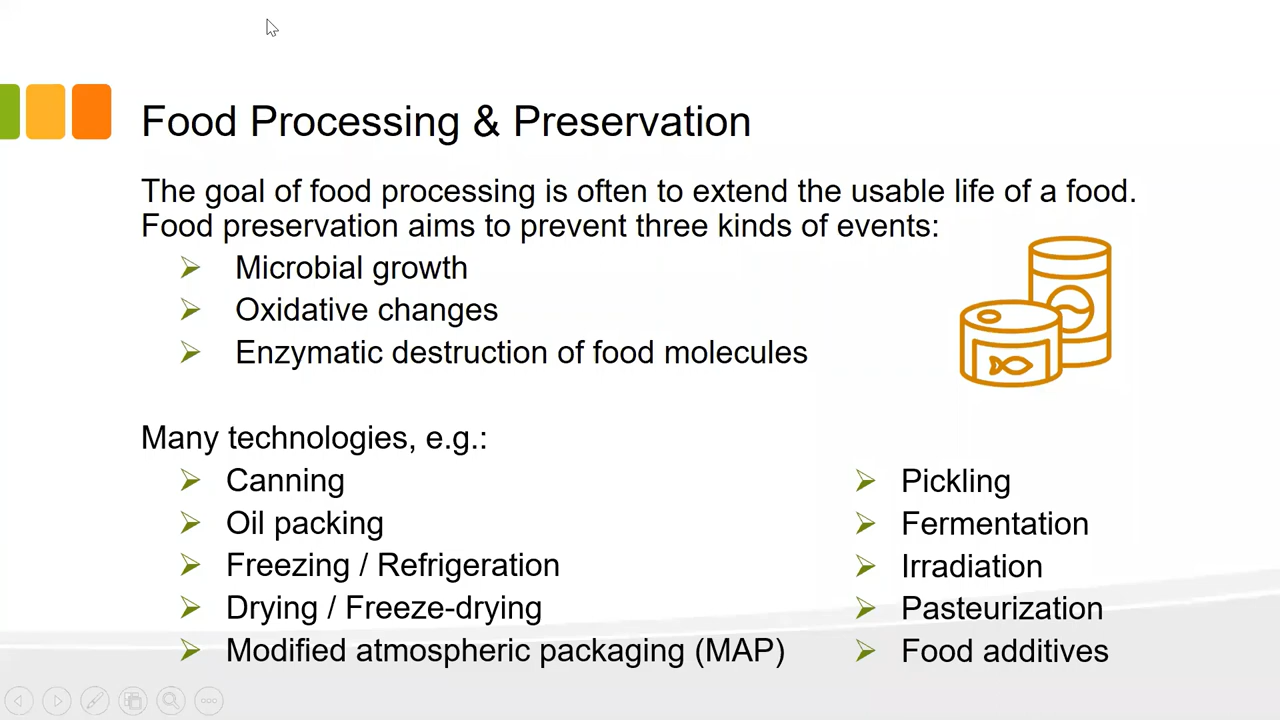 Food Processing & Preservation
The goal of food processing is often to extend the usable life of a food.
Food preservation aims to prevent three kinds of events:
Microbial growth
Oxidative changes
Enzymatic destruction of food molecules
Many technologies, e.g.:
Canning
Oil packing
Freezing / Refrigeration
Drying / Freeze-drying
Modified atmospheric packaging (MAP)
Pickling
Fermentation
Irradiation
Pasteurization
Food additives